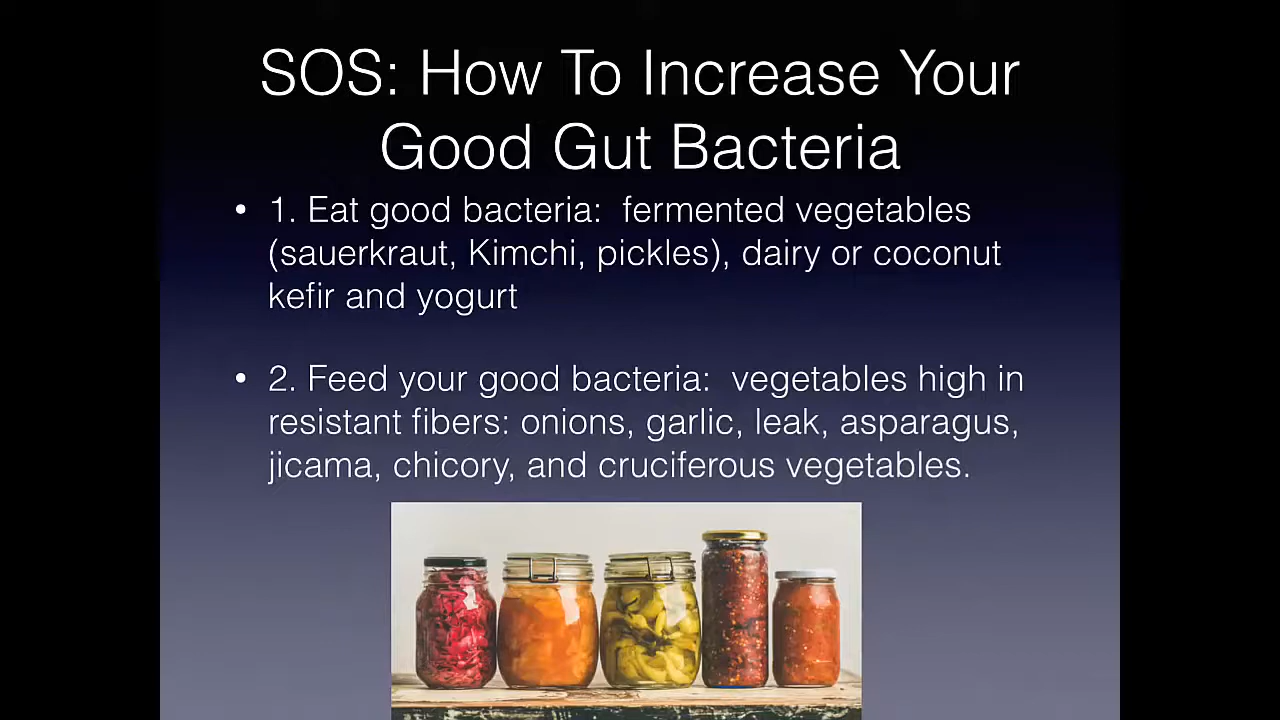 SOS: How To Increase Your
Good Gut Bacteria
• 1. Eat good bacteria:  fermented vegetables
(sauerkraut, Kimchi, pickles), dairy or coconut
kefir and yogurt
• 2. Feed your good bacteria:  vegetables high in
resistant fibers: onions, garlic, leak, asparagus,
jicama, chicory, and cruciferous vegetables.